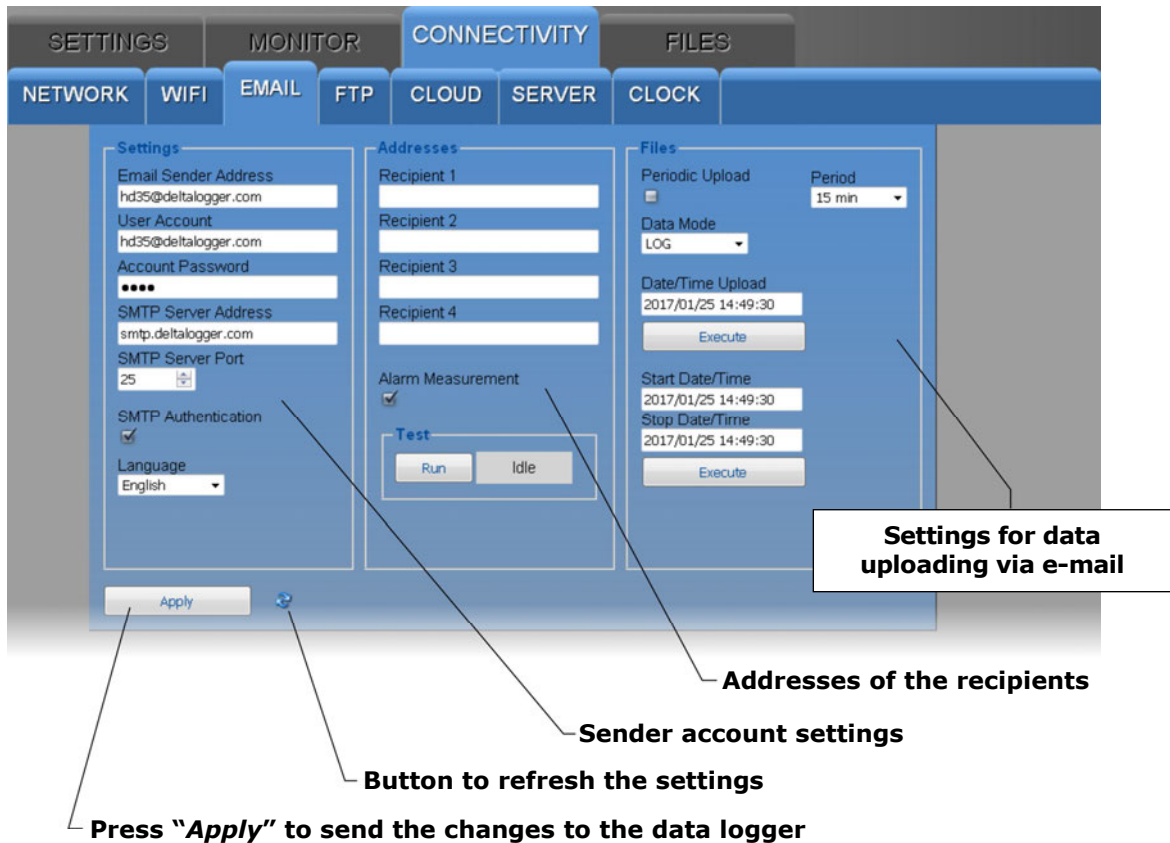 SETTINGS MONITOR CONNECTIVITY FILES
NETWORK WIFI EMAIL FTP CLOUD SERVER CLOCK
Settings
Email Sender Address
hd35@deltalogger.com
User Account
hd35@deltalogger.com
Account Password
••••
SMTP Server Address
smtp.deltalogger.com
SMTP Server Port
25
SMTP Authentication
Language
English
Addresses
Recipient 1
Recipient 2
Recipient 3
Recipient 4
Alarm Measurement
Test
Run Idle
Files
Periodic Upload Period
15 min
Data Mode
LOG
Date/Time Upload
2017/01/25 14:49:30
Execute
Start Date/Time
2017/01/25 14:49:30
Stop Date/Time
2017/01/25 14:49:30
Execute
Apply
Settings for data
uploading via e-mail
Addresses of the recipients
Sender account settings
Button to refresh the settings
Press “Apply” to send the changes to the data logger